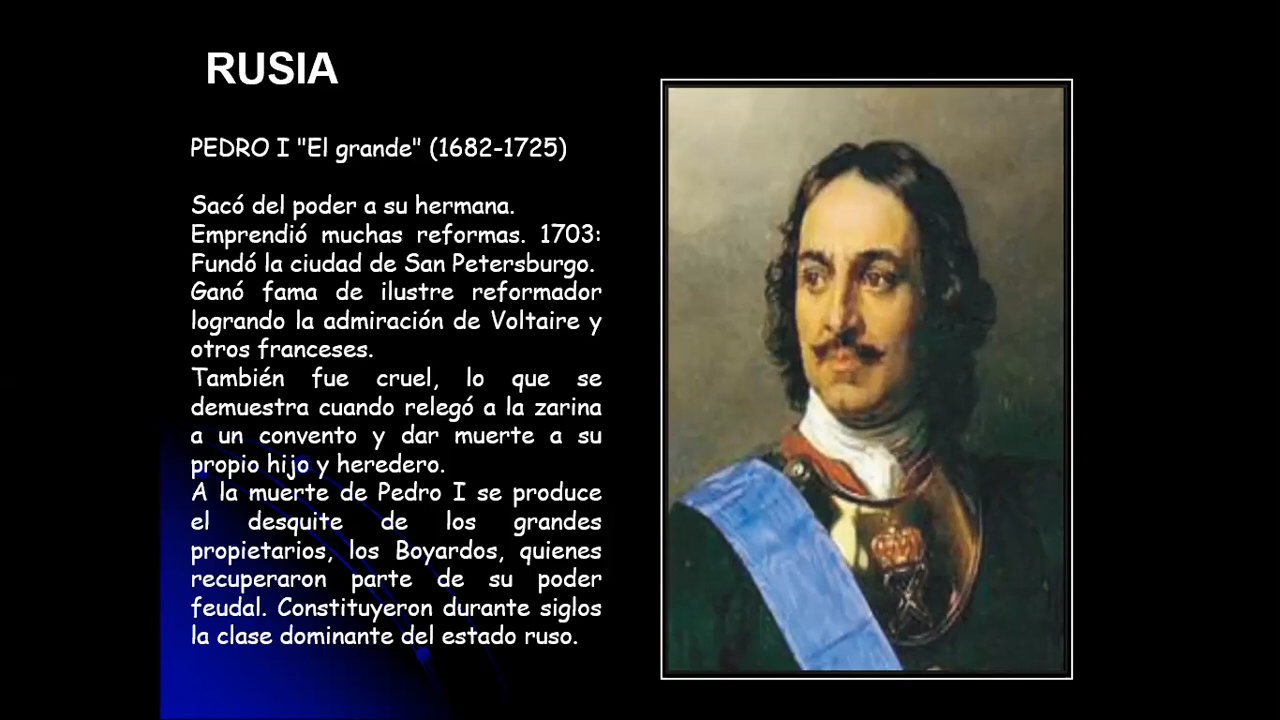 RUSIA
PEDRO I "El grande" (1682-1725)
Sacó del poder a su hermana.
Emprendió muchas reformas. 1703:
Fundó la ciudad de San Petersburgo.
Ganó fama de ilustre reformador
logrando la admiración de Voltaire y
otros franceses.
También fue cruel, lo que se
demuestra cuando relegó a la zarina
a un convento y dar muerte a su
propio hijo y heredero.
A la muerte de Pedro I se produce
el desquite de los grandes
propietarios, los Boyardos, quienes
recuperaron parte de su poder
feudal. Constituyeron durante siglos
la clase dominante del estado ruso.